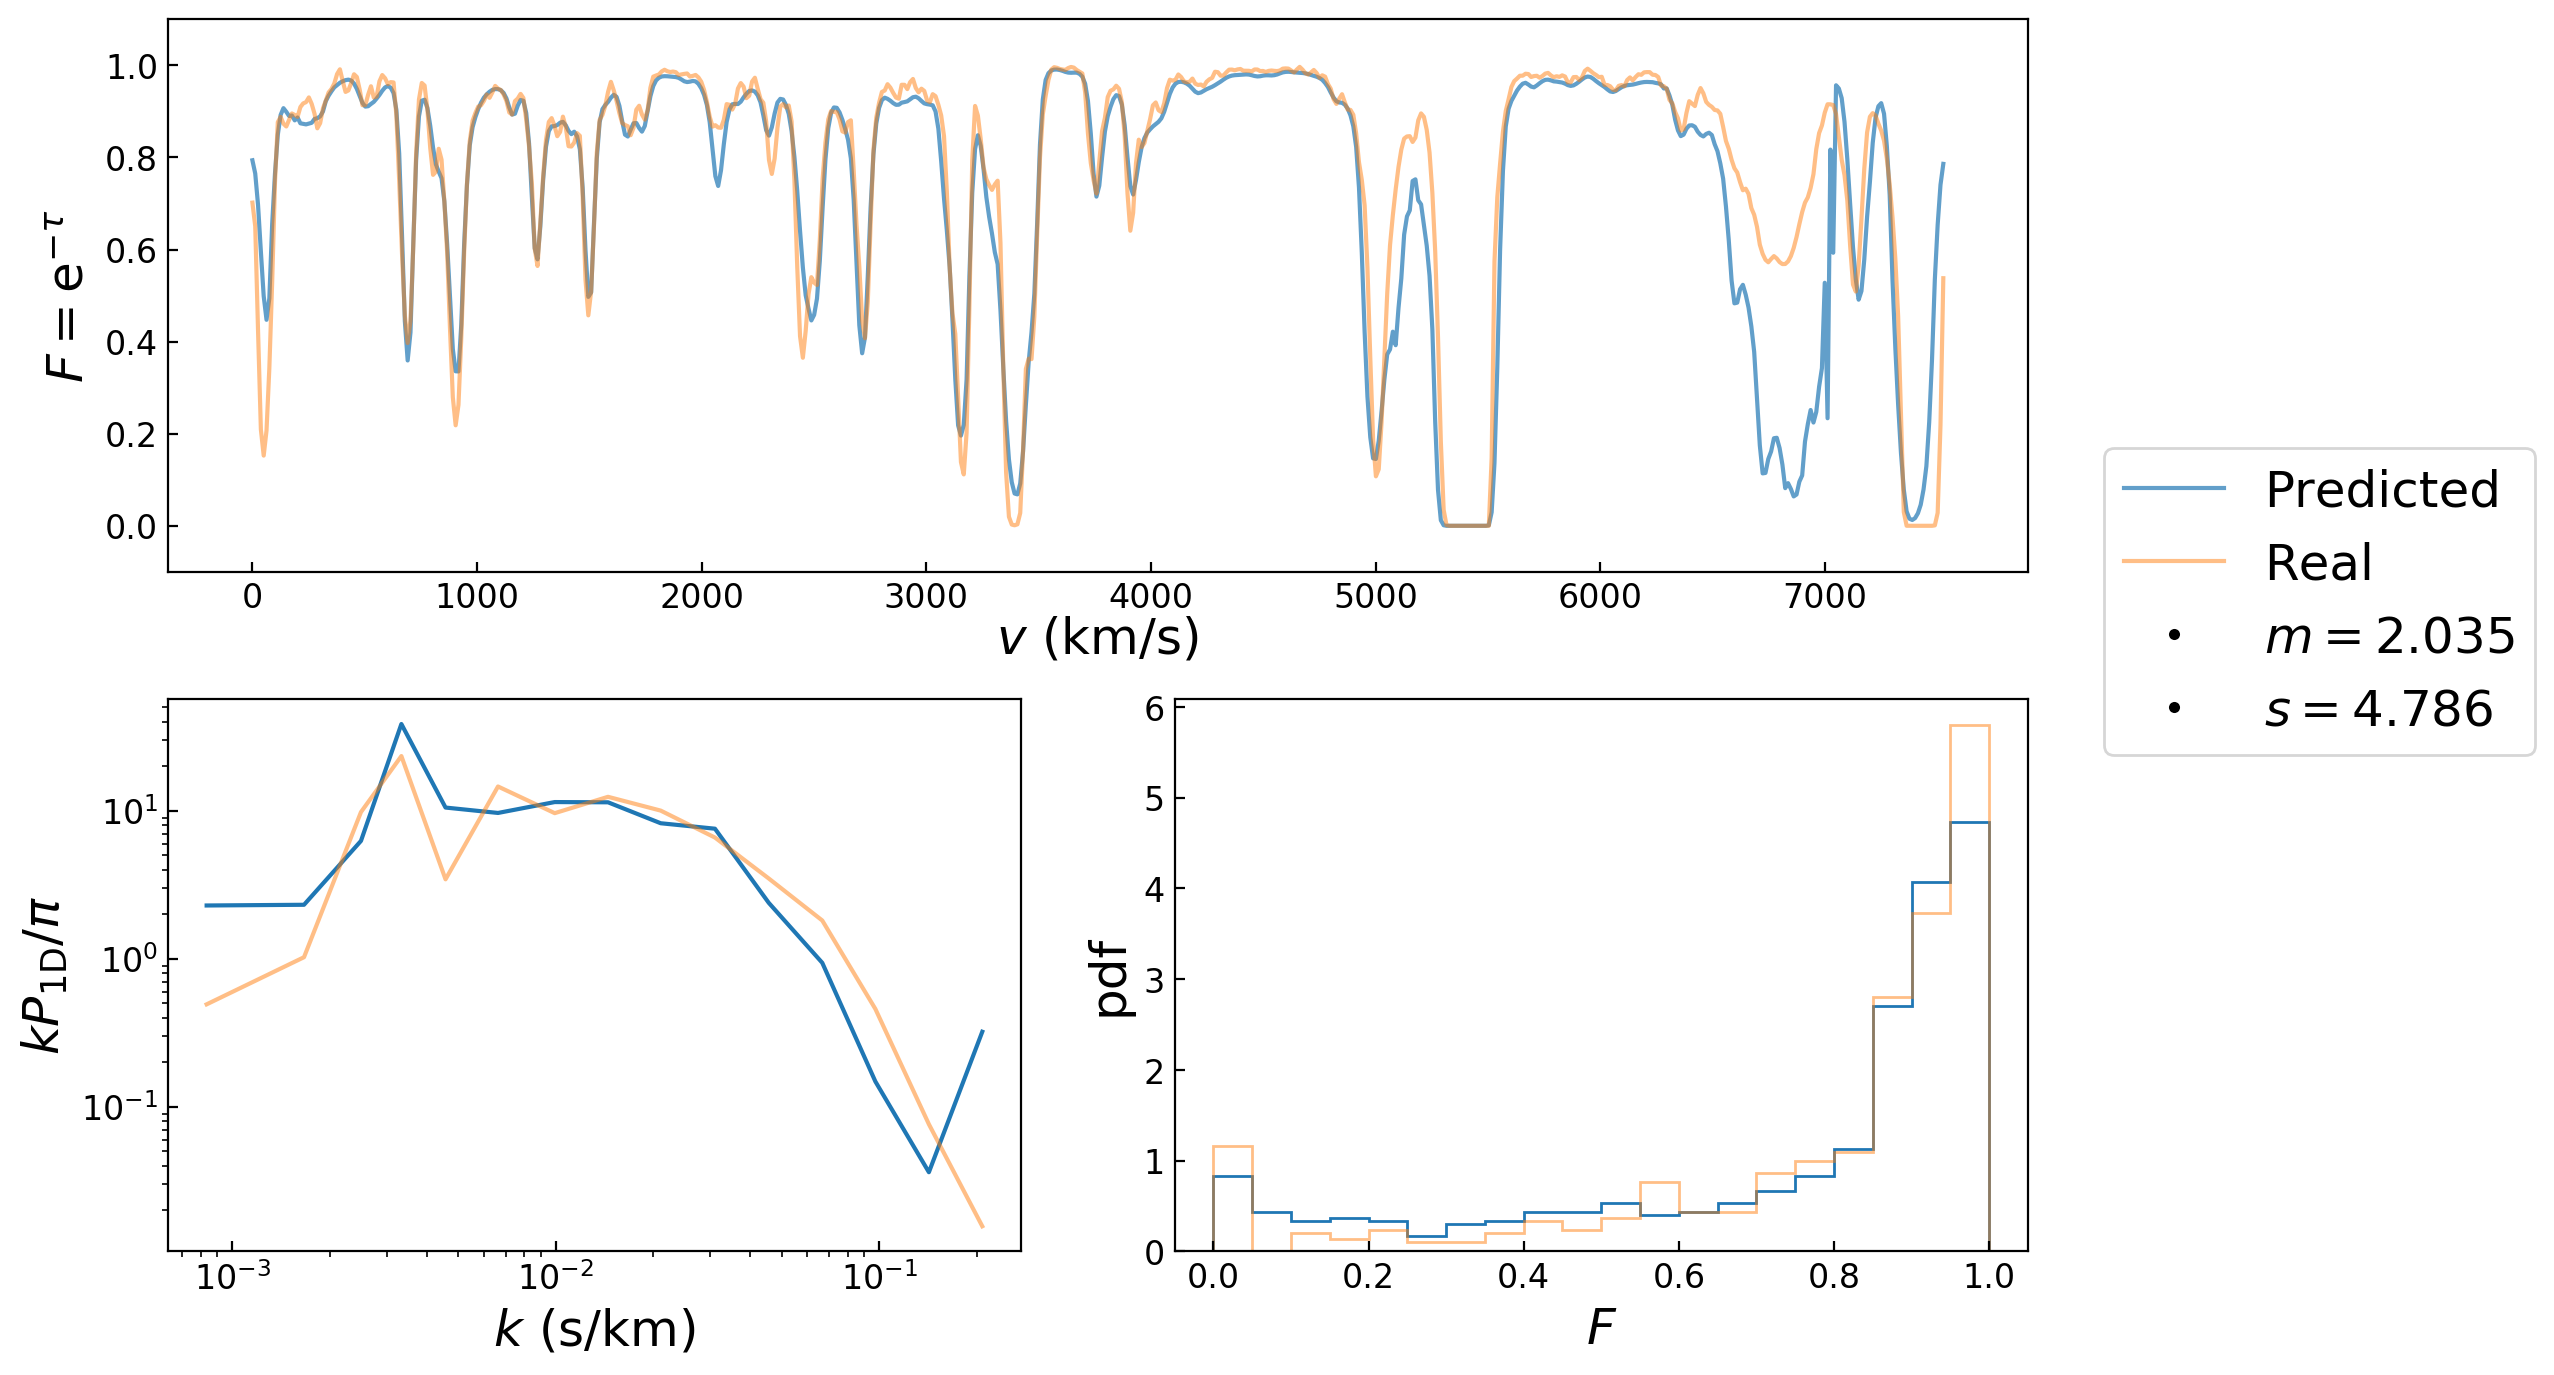 F = e^{−τ}
1.0
0.8
0.6
0.4
0.2
0.0
0 1000 2000 3000 4000 5000 6000 7000
v (km/s)
Predicted
Real
m = 2.035
s = 4.786
kP_{1D}/π
10^1
10^0
10^{−1}
10^{−3} 10^{−2} 10^{−1}
k (s/km)
pdf
6
5
4
3
2
1
0
0.0 0.2 0.4 0.6 0.8 1.0
F